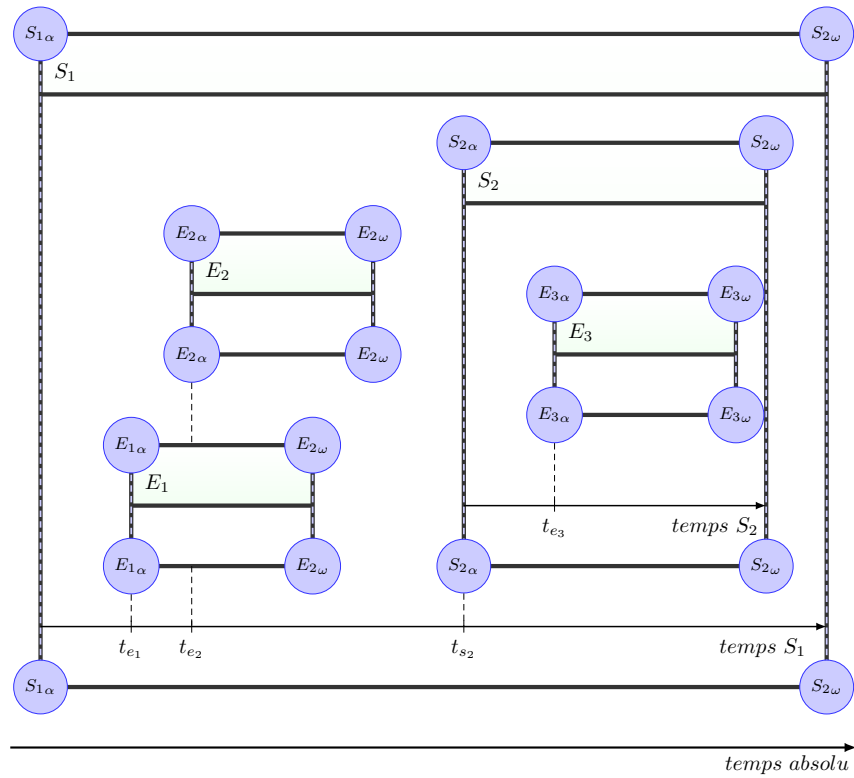 S₁α S₂ω
S₁
S₂α S₂ω
S₂
E₂α E₂ω
E₂
E₃α E₃ω
E₃
E₂α E₂ω
E₃α E₃ω
E₁α E₂ω
E₁
tₑ₃ temps S₂
E₁α E₂ω S₂α S₂ω
tₑ₁ tₑ₂ tₛ₂ temps S₁
S₁α S₂ω
temps absolu